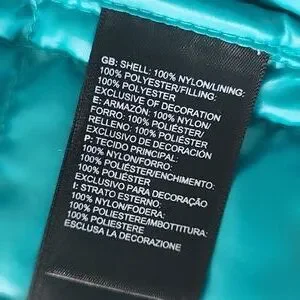 GB: SHELL: 100% NYLON/LINING:
100% POLYESTER/FILLING:
100% POLYESTER
EXCLUSIVE OF DECORATION
E: ARMAZÓN: 100% NYLON/
FORRO: 100% POLIÉSTER/
RELLENO: 100% POLIÉSTER
EXCLUSIVO DE DECORACIÓN
P: TECIDO PRINCIPAL:
100% NYLON/FORRO:
100% POLIÉSTER/ENCHIMENTO:
100% POLIÉSTER
EXCLUSIVO PARA DECORAÇÃO
I: STRATO ESTERNO:
100% NYLON/FODERA:
100% POLIESTERE/IMBOTTITURA:
100% POLIESTERE
ESCLUSA LA DECORAZIONE